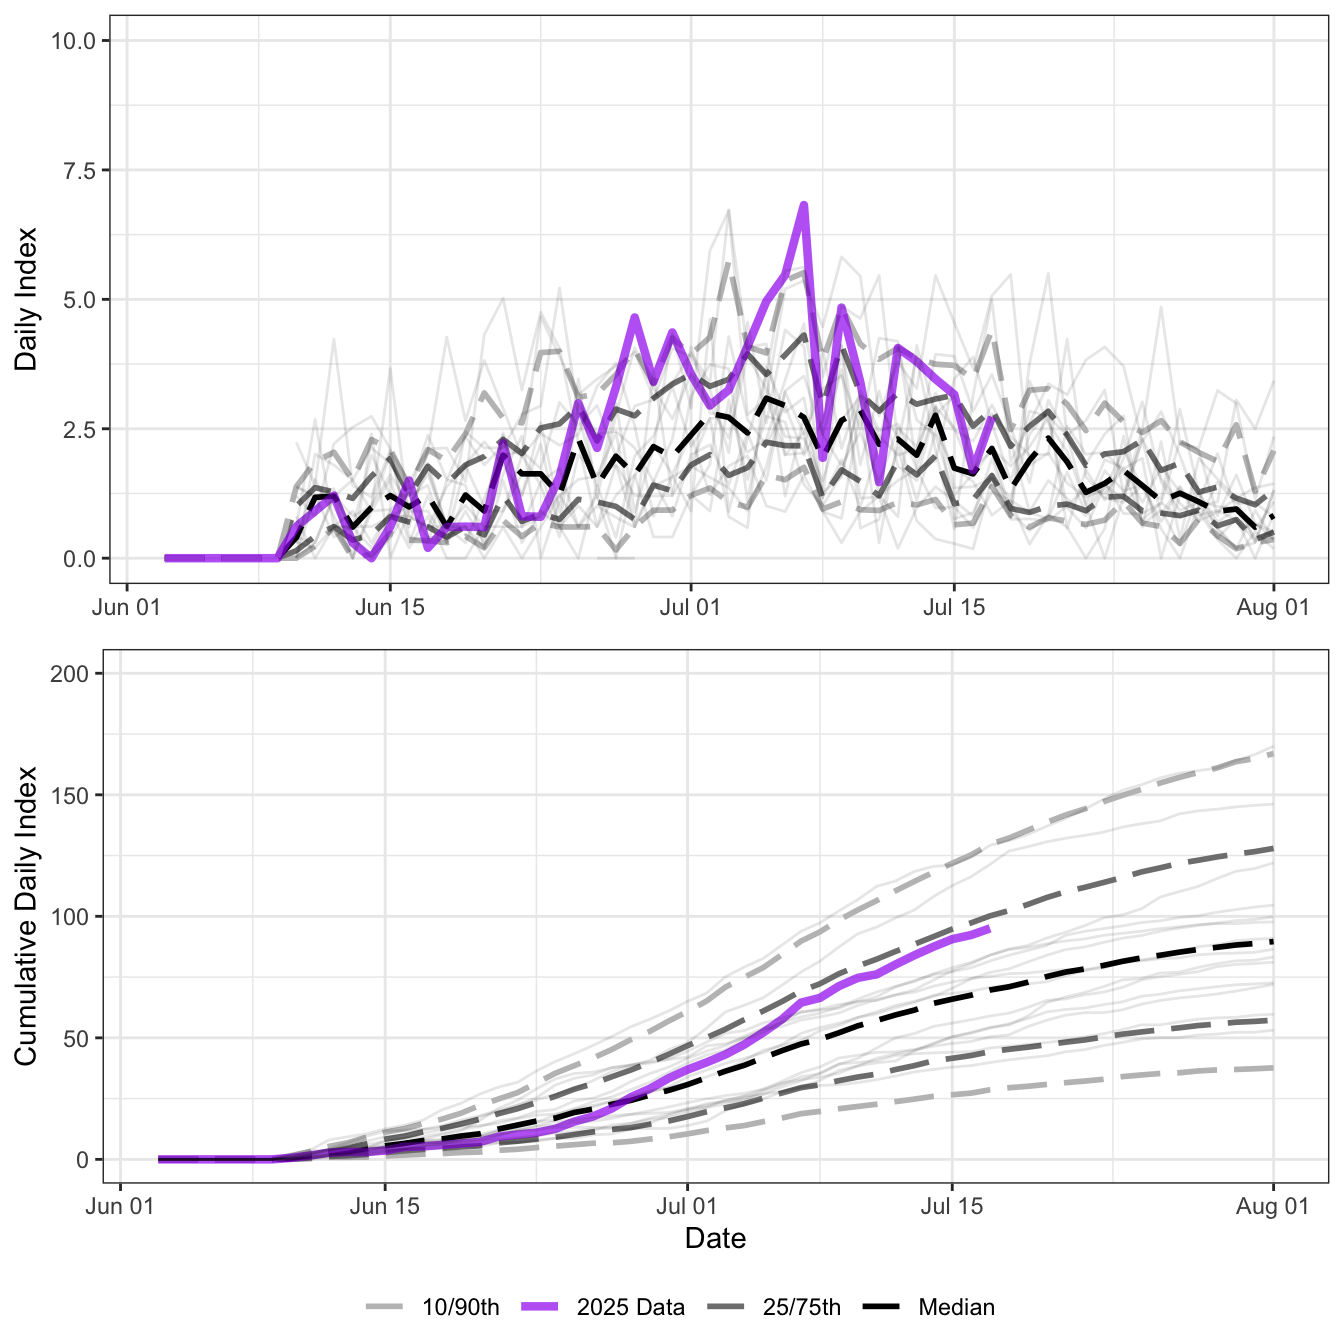 Daily Index
10.0
7.5
5.0
2.5
0.0
Jun 01 Jun 15 Jul 01 Jul 15 Aug 01
Cumulative Daily Index
200
150
100
50
0
Jun 01 Jun 15 Jul 01 Jul 15 Aug 01
Date
10/90th 2025 Data 25/75th Median